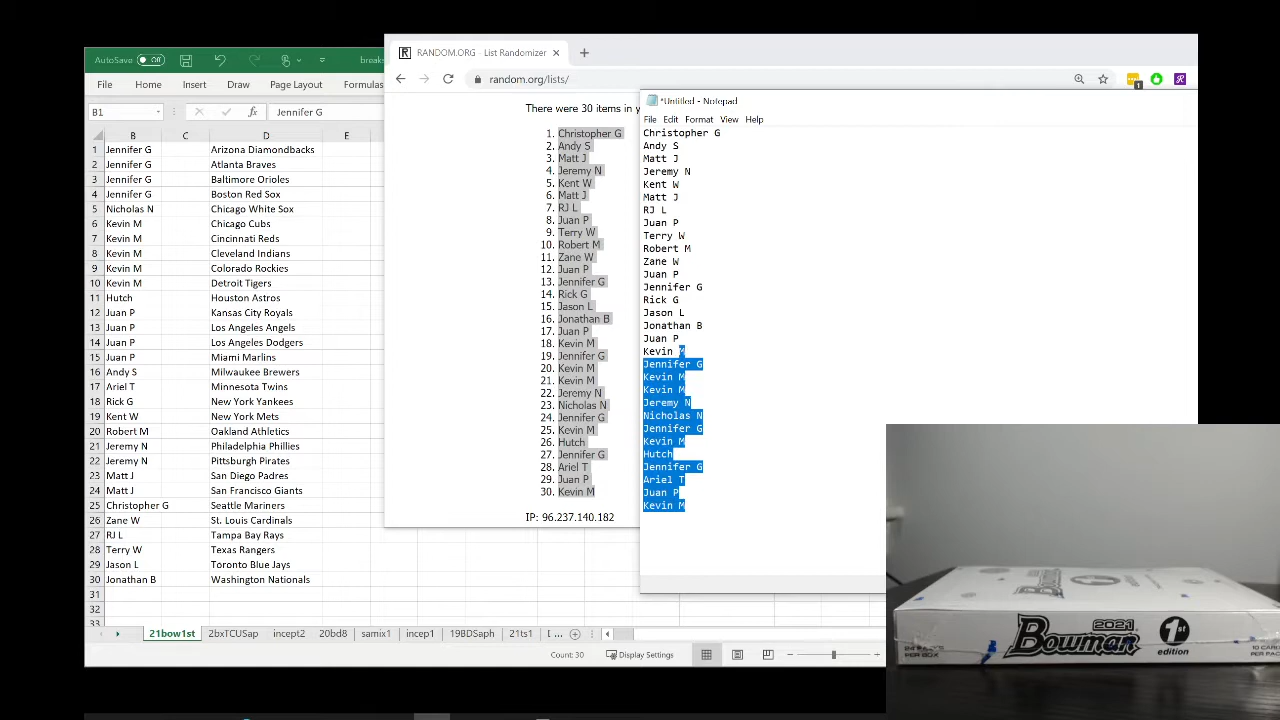 AutoSave Off breaks
RANDOM.ORG - List Randomizer
File Home Insert Draw Page Layout Formulas
random.org/lists/
B1 Jennifer G
There were 30 items in y
*Untitled - Notepad
File Edit Format View Help
B C D E
1 Jennifer G Arizona Diamondbacks
2 Jennifer G Atlanta Braves
3 Jennifer G Baltimore Orioles
4 Jennifer G Boston Red Sox
5 Nicholas N Chicago White Sox
6 Kevin M Chicago Cubs
7 Kevin M Cincinnati Reds
8 Kevin M Cleveland Indians
9 Kevin M Colorado Rockies
10 Kevin M Detroit Tigers
11 Hutch Houston Astros
12 Juan P Kansas City Royals
13 Juan P Los Angeles Angels
14 Juan P Los Angeles Dodgers
15 Juan P Miami Marlins
16 Andy S Milwaukee Brewers
17 Ariel T Minnesota Twins
18 Rick G New York Yankees
19 Kent W New York Mets
20 Robert M Oakland Athletics
21 Jeremy N Philadelphia Phillies
22 Jeremy N Pittsburgh Pirates
23 Matt J San Diego Padres
24 Matt J San Francisco Giants
25 Christopher G Seattle Mariners
26 Zane W St. Louis Cardinals
27 RJ L Tampa Bay Rays
28 Terry W Texas Rangers
29 Jason L Toronto Blue Jays
30 Jonathan B Washington Nationals
31
32
33
21bow1st 2bxTCUSap incept2 20bd8 samix1 incep1 19BDSaph 21ts1
Count: 30 Display Settings
1. Christopher G
2. Andy S
3. Matt J
4. Jeremy N
5. Kent W
6. Matt J
7. RJ L
8. Juan P
9. Terry W
10. Robert M
11. Zane W
12. Juan P
13. Jennifer G
14. Rick G
15. Jason L
16. Jonathan B
17. Juan P
18. Kevin M
19. Jennifer G
20. Kevin M
21. Kevin M
22. Jeremy N
23. Nicholas N
24. Jennifer G
25. Kevin M
26. Hutch
27. Jennifer G
28. Ariel T
29. Juan P
30. Kevin M
IP: 96.237.140.182
Christopher G
Andy S
Matt J
Jeremy N
Kent W
Matt J
RJ L
Juan P
Terry W
Robert M
Zane W
Juan P
Jennifer G
Rick G
Jason L
Jonathan B
Juan P
Kevin M
Jennifer G
Kevin M
Kevin M
Jeremy N
Nicholas N
Jennifer G
Kevin M
Hutch
Jennifer G
Ariel T
Juan P
Kevin M
2021
Bowman
1st
edition
PER BOX
10 CARD
PER PAC